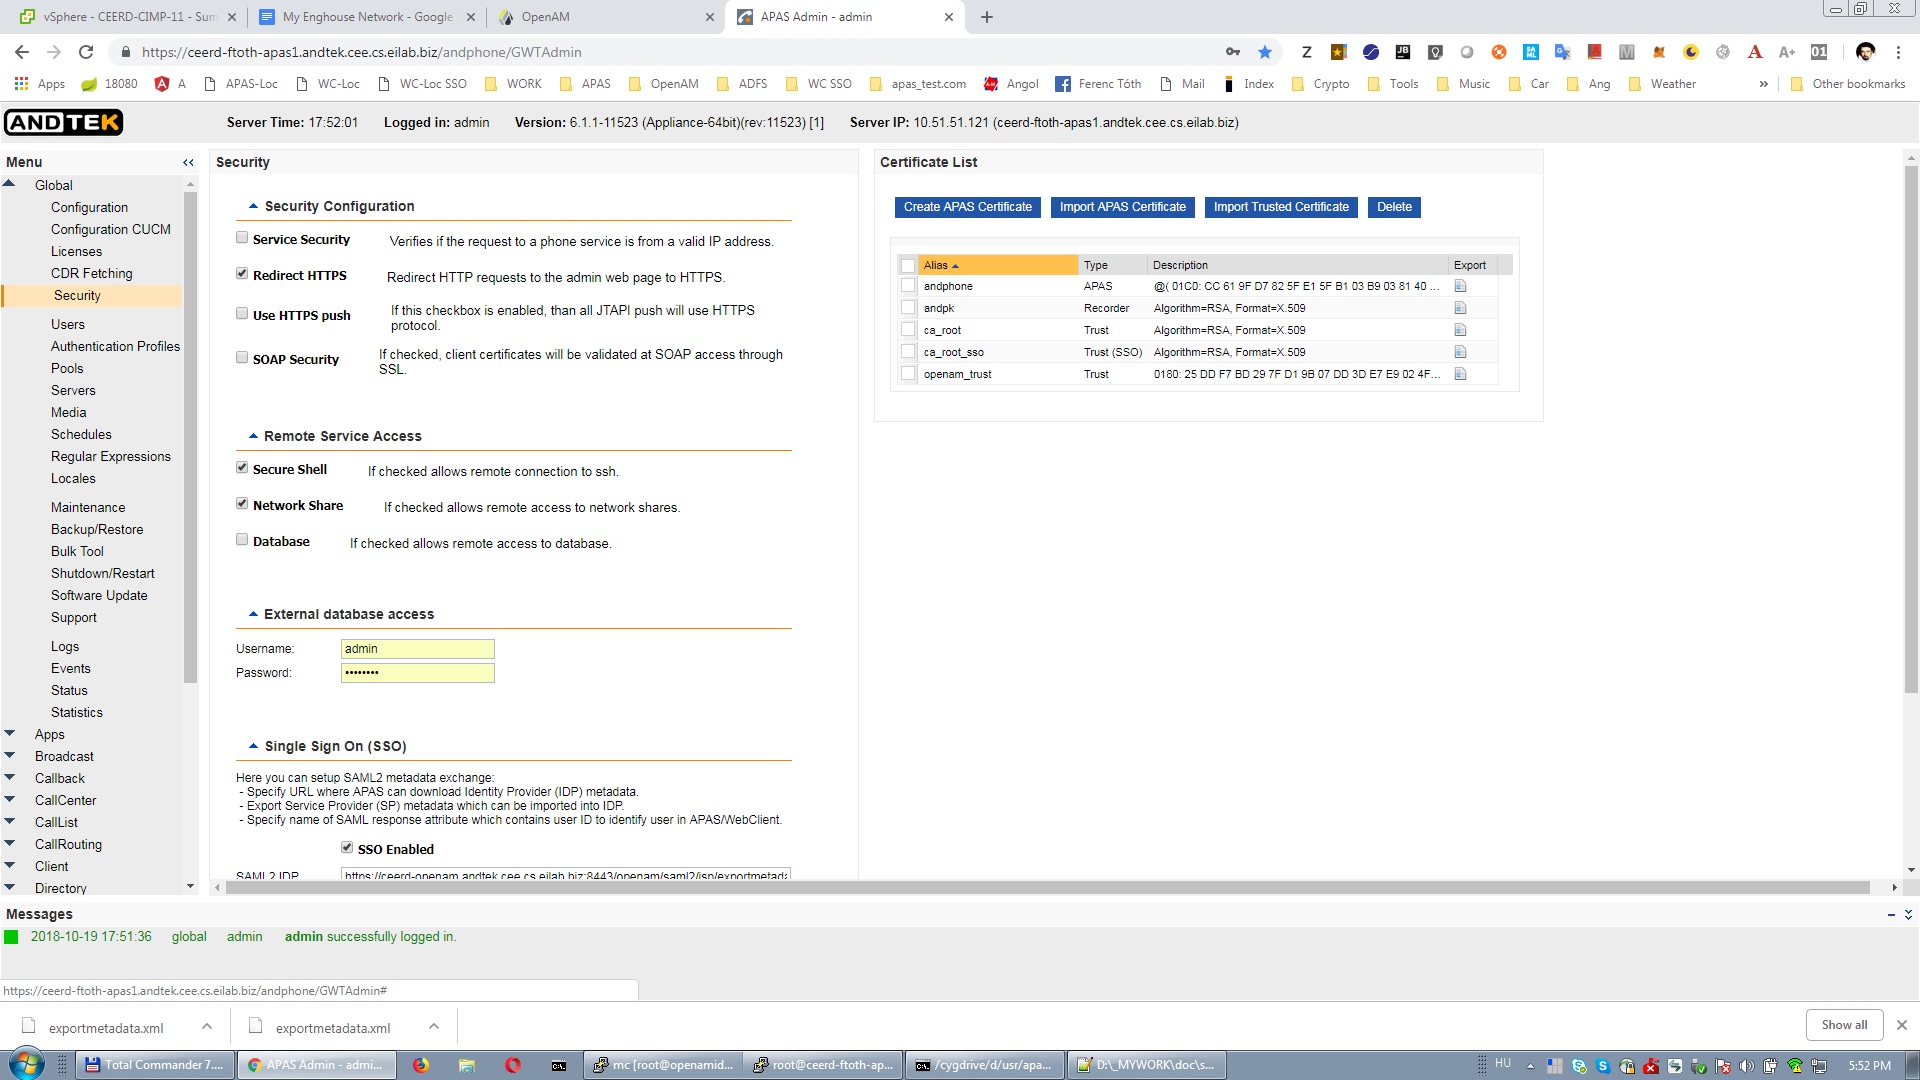 vSphere - CEERD-CIMP-11 - Sum
My Enghouse Network - Google
OpenAM
APAS Admin - admin
https://ceerd-ftoth-apas1.andtek.cee.cs.eilab.biz/andphone/GWTAdmin
Apps
18080
A
APAS-Loc
WC-Loc
WC-Loc SSO
WORK
APAS
OpenAM
ADFS
WC SSO
apas_test.com
Angol
Ferenc Tóth
Mail
Index
Crypto
Tools
Music
Car
Ang
Weather
»
Other bookmarks
ANDTEK
Server Time: 17:52:01
Logged in: admin
Version: 6.1.1-11523 (Appliance-64bit)(rev:11523) [1]
Server IP: 10.51.51.121 (ceerd-ftoth-apas1.andtek.cee.cs.eilab.biz)
Menu
Global
Configuration
Configuration CUCM
Licenses
CDR Fetching
Security
Users
Authentication Profiles
Pools
Servers
Media
Schedules
Regular Expressions
Locales
Maintenance
Backup/Restore
Bulk Tool
Shutdown/Restart
Software Update
Support
Logs
Events
Status
Statistics
Apps
Broadcast
Callback
CallCenter
CallList
CallRouting
Client
Directory
Security
Security Configuration
Service Security
Verifies if the request to a phone service is from a valid IP address.
Redirect HTTPS
Redirect HTTP requests to the admin web page to HTTPS.
Use HTTPS push
If this checkbox is enabled, than all JTAPI push will use HTTPS
protocol.
SOAP Security
If checked, client certificates will be validated at SOAP access through
SSL.
Remote Service Access
Secure Shell
If checked allows remote connection to ssh.
Network Share
If checked allows remote access to network shares.
Database
If checked allows remote access to database.
External database access
Username:
admin
Password:
••••••••
Single Sign On (SSO)
Here you can setup SAML2 metadata exchange:
- Specify URL where APAS can download Identity Provider (IDP) metadata.
- Export Service Provider (SP) metadata which can be imported into IDP.
- Specify name of SAML response attribute which contains user ID to identify user in APAS/WebClient.
SSO Enabled
SAML2 IDP
https://ceerd-openam.andtek.cee.cs.eilab.biz:8443/openam/saml2/jsp/exportmetada
Certificate List
Create APAS Certificate
Import APAS Certificate
Import Trusted Certificate
Delete
Alias
Type
Description
Export
andphone
APAS
@( 01C0: CC 61 9F D7 82 5F E1 5F B1 03 B9 03 81 40 ...
andpk
Recorder
Algorithm=RSA, Format=X.509
ca_root
Trust
Algorithm=RSA, Format=X.509
ca_root_sso
Trust (SSO)
Algorithm=RSA, Format=X.509
openam_trust
Trust
0180: 25 DD F7 BD 29 7F D1 9B 07 DD 3D E7 E9 02 4F...
Messages
2018-10-19 17:51:36
global
admin
admin successfully logged in.
https://ceerd-ftoth-apas1.andtek.cee.cs.eilab.biz/andphone/GWTAdmin#
exportmetadata.xml
exportmetadata.xml
Show all
Total Commander 7....
APAS Admin - admi...
mc [root@openamid...
root@ceerd-ftoth-ap...
/cygdrive/d/usr/apa...
D:\_MYWORK\doc\s...
HU
5:52 PM